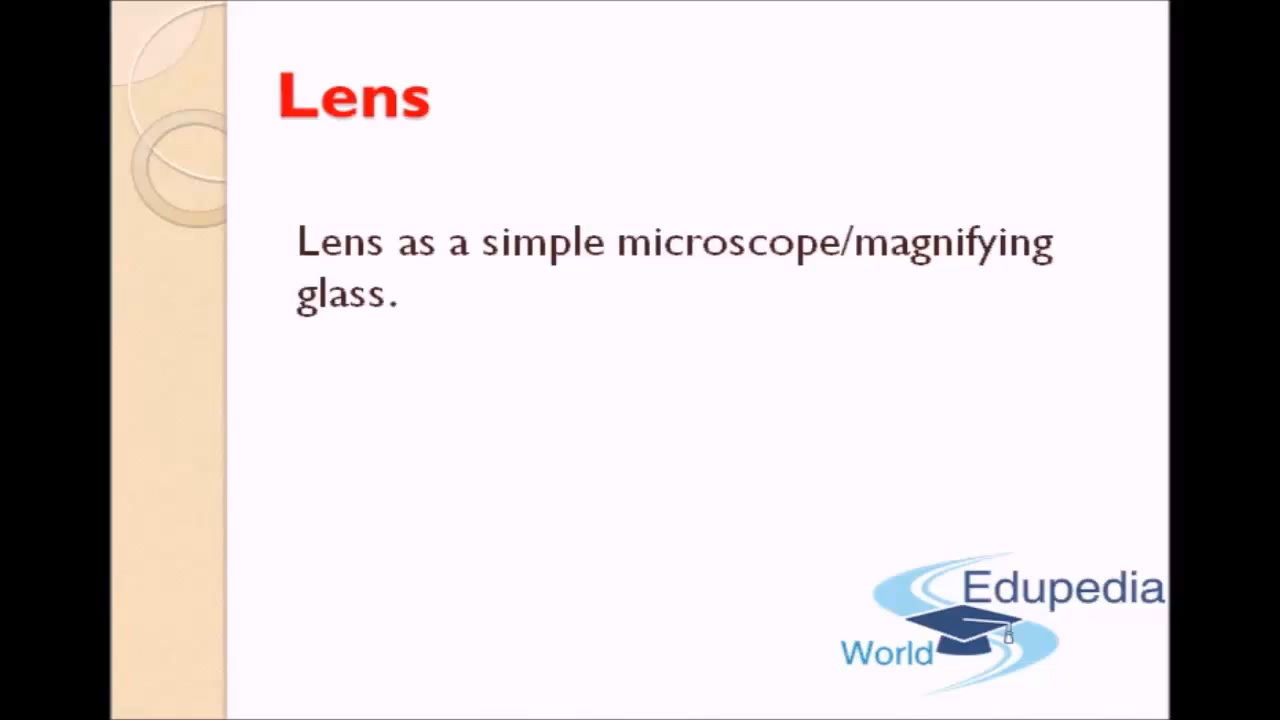 Lens
Lens as a simple microscope/magnifying
glass.
Edupedia
World